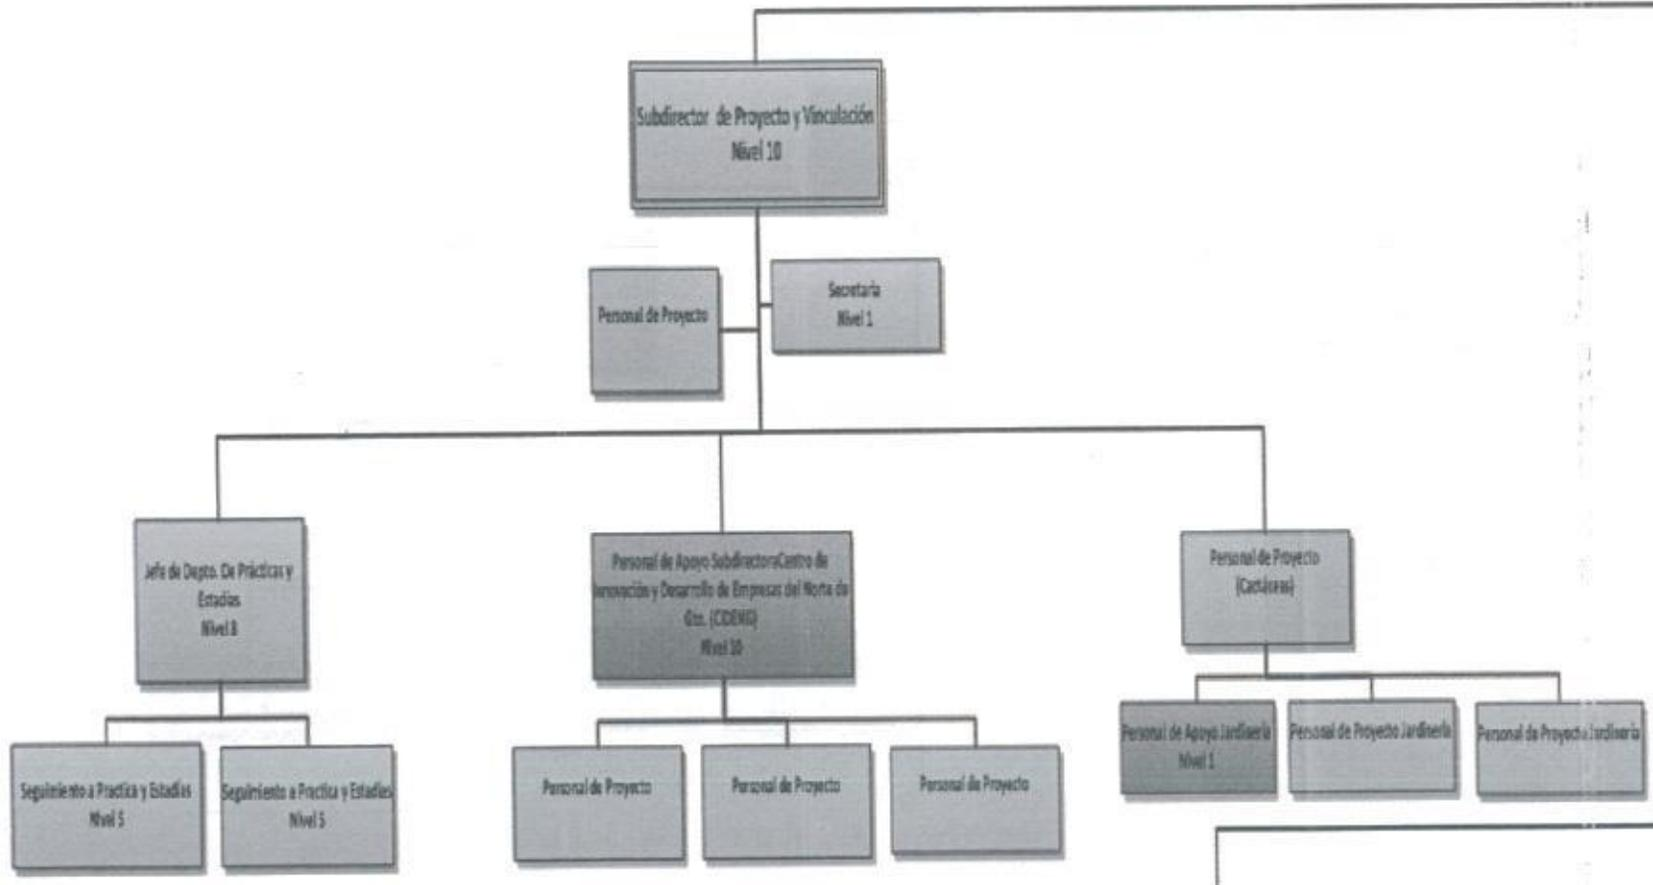 Subdirector de Proyecto y Vinculación
Nivel 10
Personal de Proyecto
Secretaria
Nivel 1
Jefe de Depto. De Prácticas y
Estadías
Nivel 8
Personal de Apoyo SubdirectoraCentro de
Innovación y Desarrollo de Empresas del Norte de
Gto. (CIDENG)
Nivel 10
Personal de Proyecto
(Cactáceas)
Seguimiento a Practica y Estadías
Nivel 5
Seguimiento a Practica y Estadías
Nivel 5
Personal de Proyecto
Personal de Proyecto
Personal de Proyecto
Personal de Apoyo Jardinería
Nivel 1
Personal de Proyecto Jardinería
Personal de Proyecto Jardinería